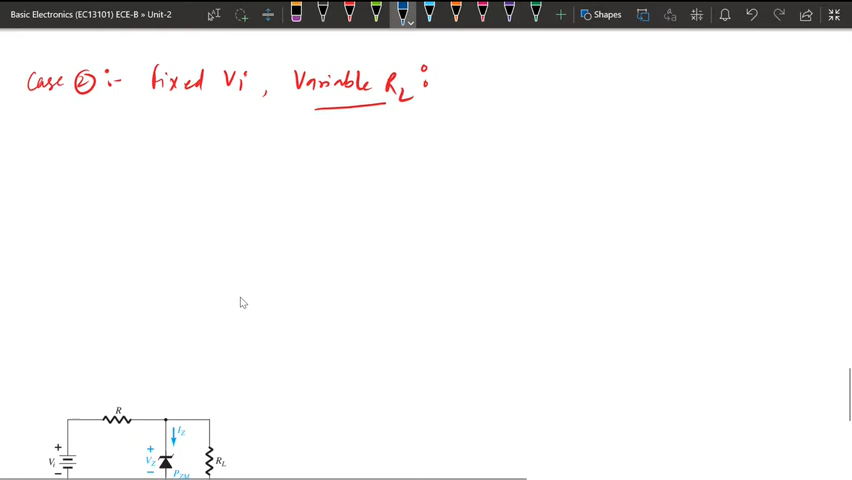 Basic Electronics (EC13101) ECE-B » Unit-2
Shapes
Case ② :- fixed Vi , Variable RL :
R
+
IZ
+
Vi
VZ
RL
−
−
PZM